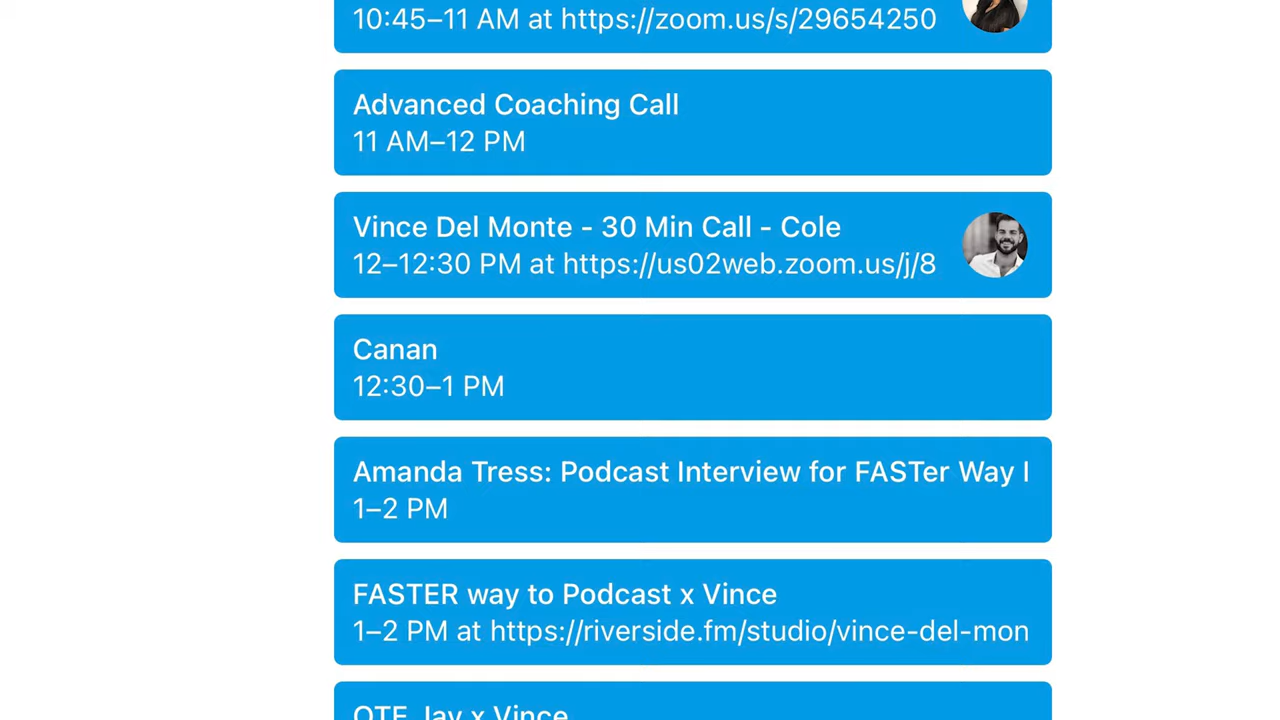 10:45–11 AM at https://zoom.us/s/29654250
Advanced Coaching Call
11 AM–12 PM
Vince Del Monte - 30 Min Call - Cole
12–12:30 PM at https://us02web.zoom.us/j/8
Canan
12:30–1 PM
Amanda Tress: Podcast Interview for FASTer Way
1–2 PM
FASTER way to Podcast x Vince
1–2 PM at https://riverside.fm/studio/vince-del-mon
OTF Jay x Vince